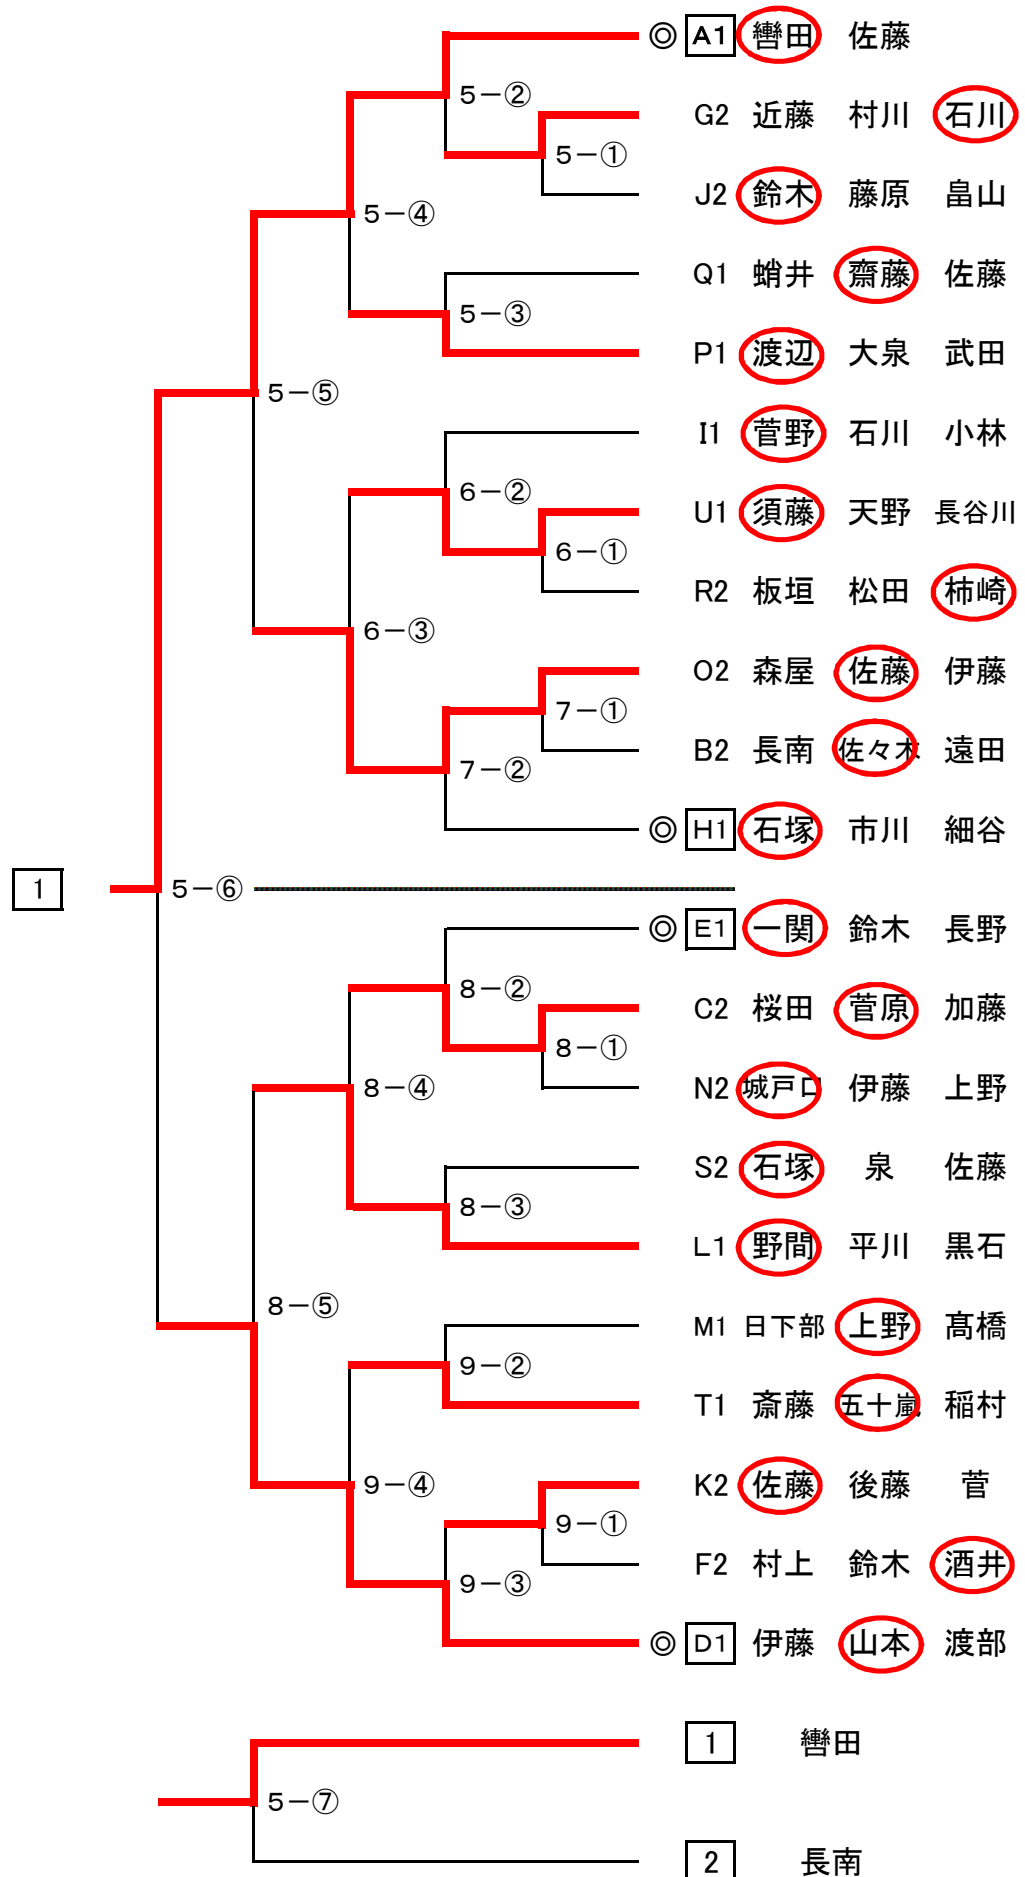 ◎ A1 轡田 佐藤
5－②
G2 近藤 村川 石川
5－①
J2 鈴木 藤原 畠山
5－④
Q1 蛸井 齋藤 佐藤
5－③
P1 渡辺 大泉 武田
5－⑤
I1 菅野 石川 小林
6－②
U1 須藤 天野 長谷川
6－①
R2 板垣 松田 柿崎
6－③
O2 森屋 佐藤 伊藤
7－①
B2 長南 佐々木 遠田
7－②
◎ H1 石塚 市川 細谷
1 5－⑥
◎ E1 一関 鈴木 長野
8－②
C2 桜田 菅原 加藤
8－①
N2 城戸口 伊藤 上野
8－④
S2 石塚 泉 佐藤
8－③
L1 野間 平川 黒石
8－⑤
M1 日下部 上野 髙橋
9－②
T1 斎藤 五十嵐 稲村
9－④
K2 佐藤 後藤 菅
9－①
F2 村上 鈴木 酒井
9－③
◎ D1 伊藤 山本 渡部
1 轡田
5－⑦
2 長南